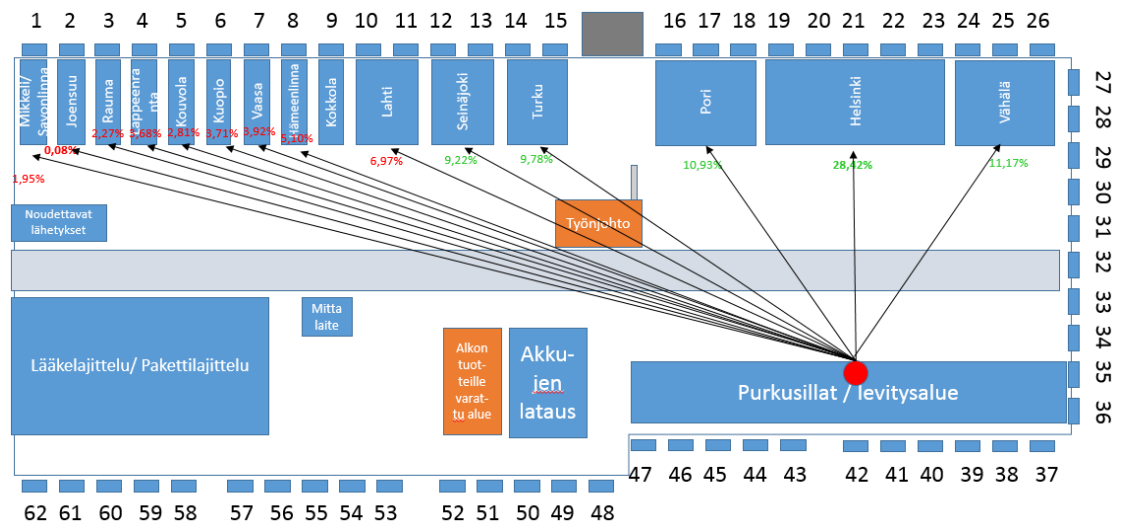 1 2 3 4 5 6 7 8 9 10 11 12 13 14 15 16 17 18 19 20 21 22 23 24 25 26
Mikkeli/
Savonlinna
Joensuu
Rauma
Lappeenra
nta
Kouvola
Kuopio
Vaasa
Hämeenlinna
Kokkola
Lahti
Seinäjoki
Turku
Pori
Helsinki
Vähälä
27
28
29
30
31
32
33
34
35
36
1,95%
0,08%
2,27%
3,68%
2,81%
3,71%
3,92%
5,10%
6,97%
9,22%
9,78%
10,93%
28,42%
11,17%
Noudettavat
lähetykset
Työnjohto
Mitta
laite
Lääkelajittelu/ Pakettilajittelu
Alkon
tuot-
teille
varat-
tu alue
Akku-
jen
lataus
Purkusillat / levitysalue
47 46 45 44 43 42 41 40 39 38 37
62 61 60 59 58 57 56 55 54 53 52 51 50 49 48